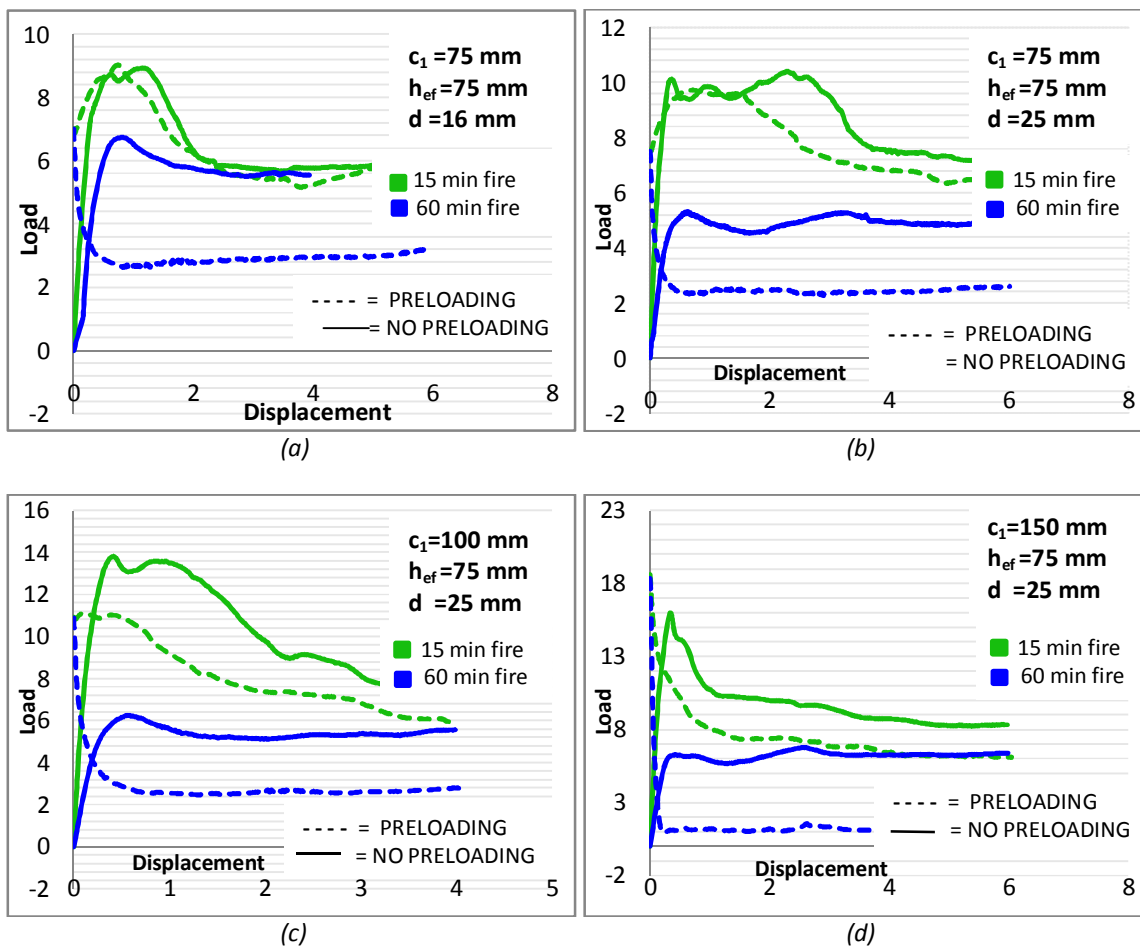 10
8
6
4
2
0
-2
Load
c1 =75 mm
hef =75 mm
d =16 mm
15 min fire
60 min fire
= PRELOADING
= NO PRELOADING
0 2 4 6 8
Displacement
(a)
12
10
8
6
4
2
0
-2
Load
c1 =75 mm
hef =75 mm
d =25 mm
15 min fire
60 min fire
= PRELOADING
= NO PRELOADING
Displacement
0 2 4 6 8
(b)
16
14
12
10
8
6
4
2
0
-2
Load
c1=100 mm
hef =75 mm
d =25 mm
15 min fire
60 min fire
= PRELOADING
= NO PRELOADING
Displacement
0 1 2 3 4 5
(c)
23
18
13
8
3
-2
Load
c1=150 mm
hef =75 mm
d =25 mm
15 min fire
60 min fire
= PRELOADING
= NO PRELOADING
Displacement
0 2 4 6 8
(d)